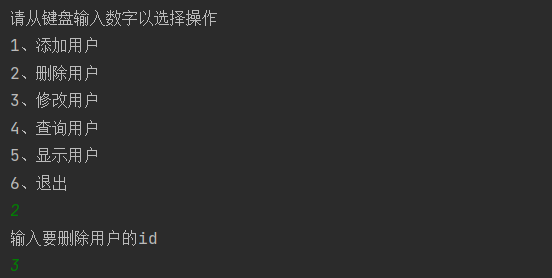 请从键盘输入数字以选择操作
1、添加用户
2、删除用户
3、修改用户
4、查询用户
5、显示用户
6、退出
2
输入要删除用户的id
3